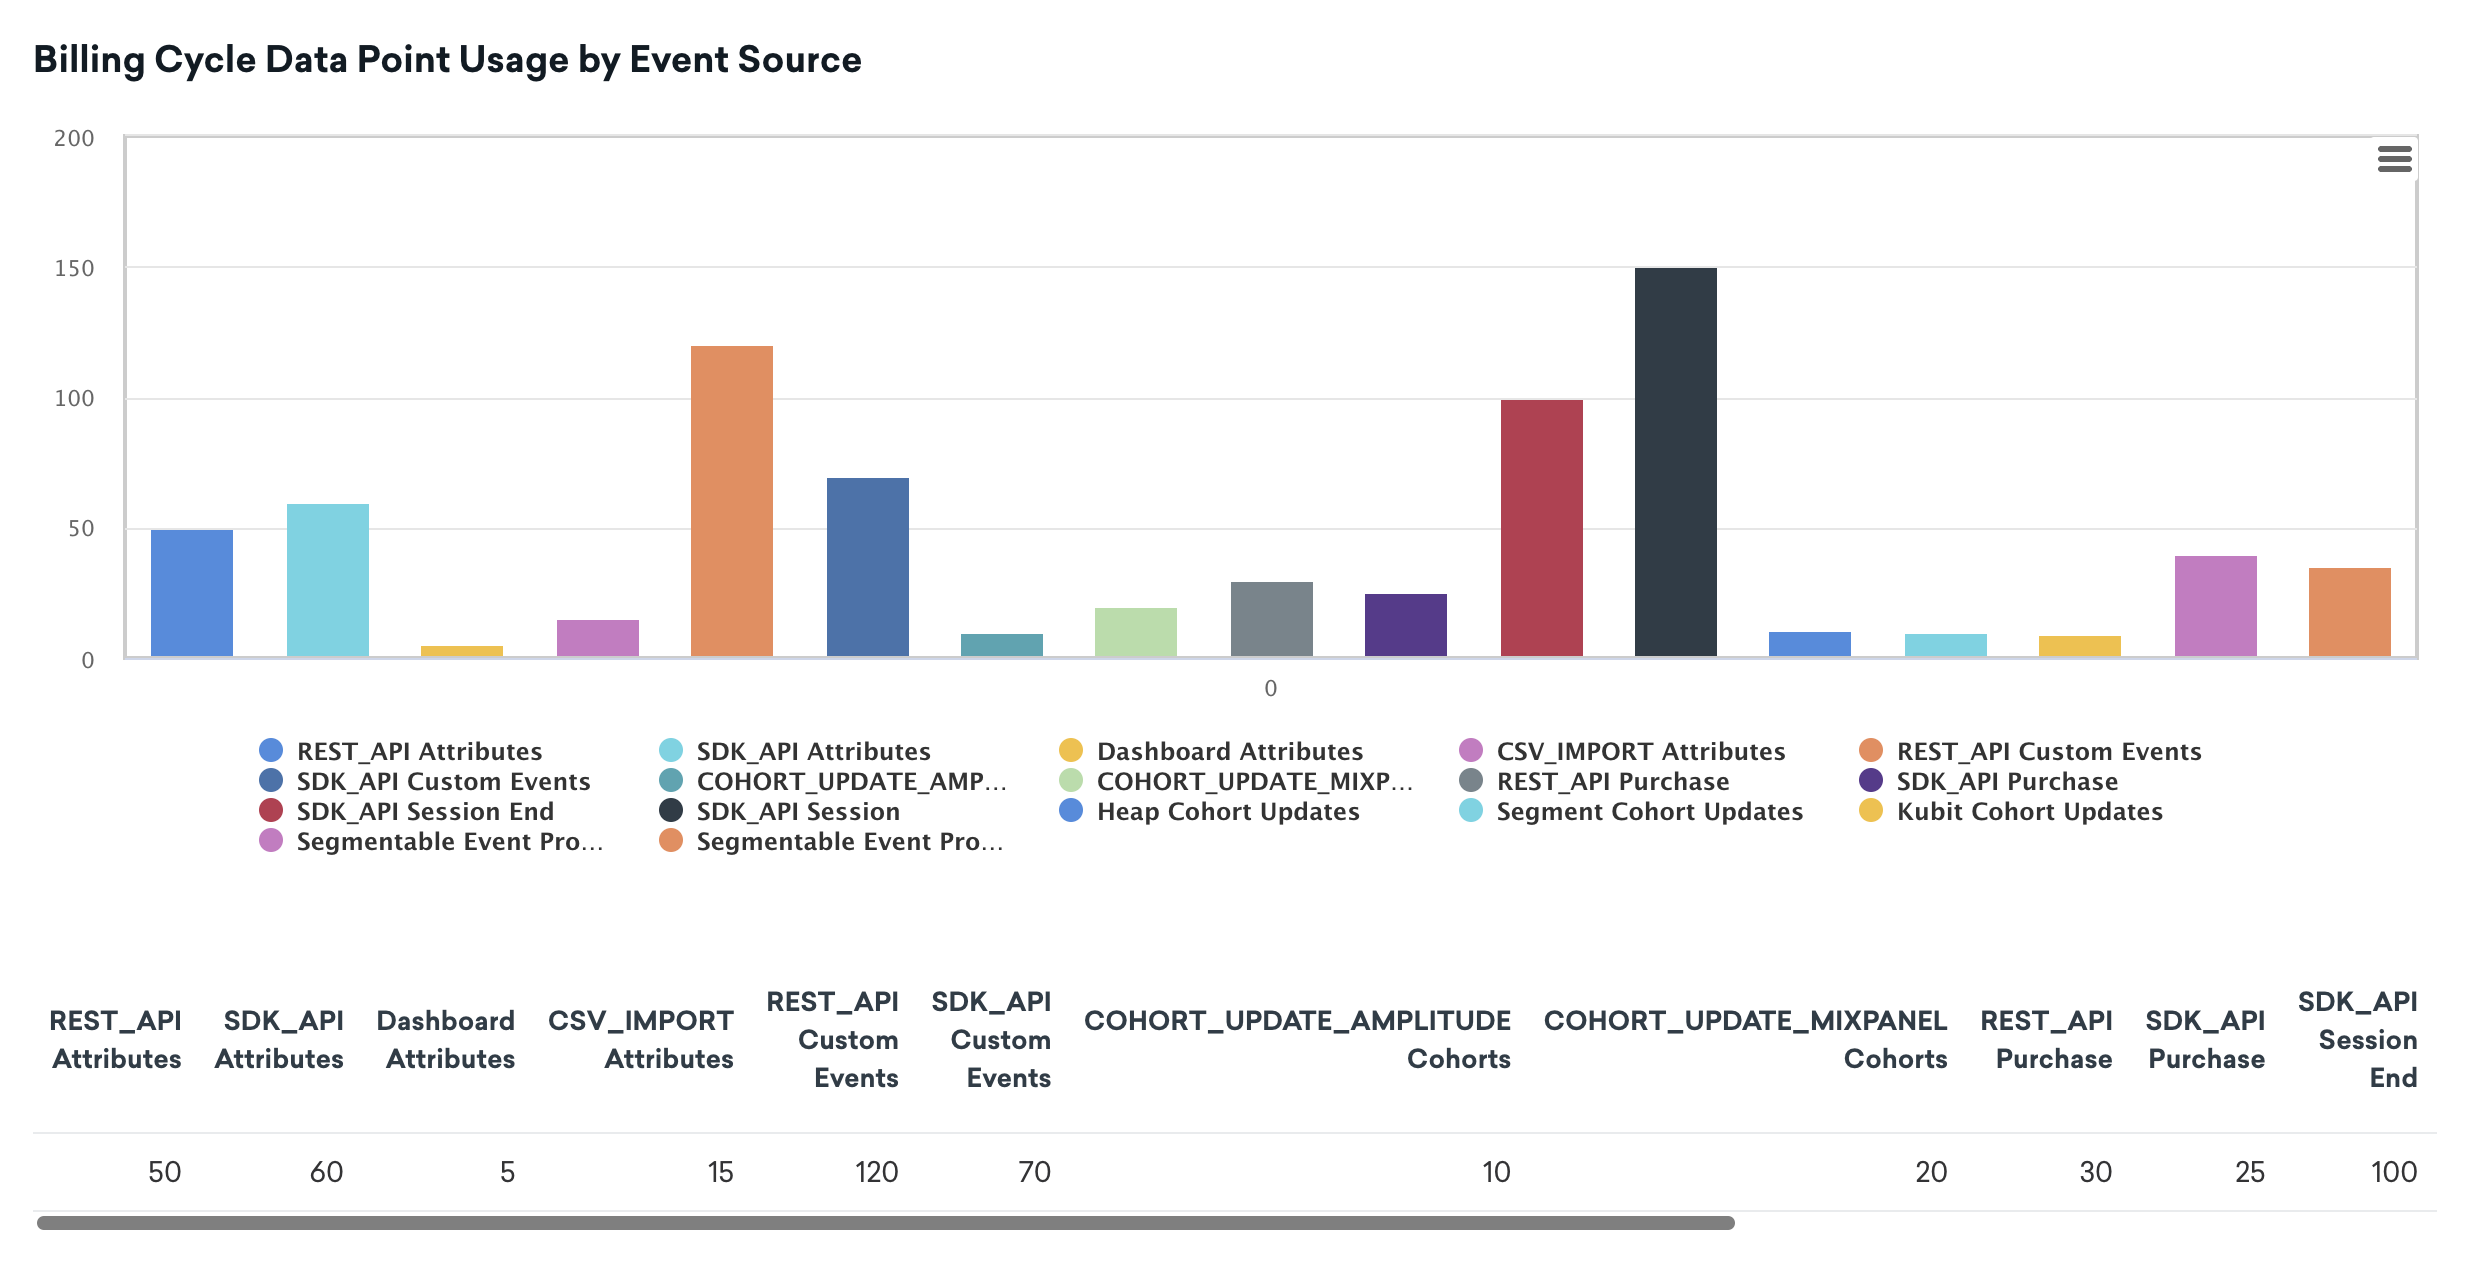 Billing Cycle Data Point Usage by Event Source
200
150
100
50
0
0
REST_API Attributes
SDK_API Attributes
Dashboard Attributes
CSV_IMPORT Attributes
REST_API Custom Events
SDK_API Custom Events
COHORT_UPDATE_AMP...
COHORT_UPDATE_MIXP...
REST_API Purchase
SDK_API Purchase
SDK_API Session End
SDK_API Session
Heap Cohort Updates
Segment Cohort Updates
Kubit Cohort Updates
Segmentable Event Pro...
Segmentable Event Pro...
REST_API
Attributes
SDK_API
Attributes
Dashboard
Attributes
CSV_IMPORT
Attributes
REST_API
Custom
Events
SDK_API
Custom
Events
COHORT_UPDATE_AMPLITUDE
Cohorts
COHORT_UPDATE_MIXPANEL
Cohorts
REST_API
Purchase
SDK_API
Purchase
SDK_API
Session
End
50 60 5 15 120 70 10 20 30 25 100